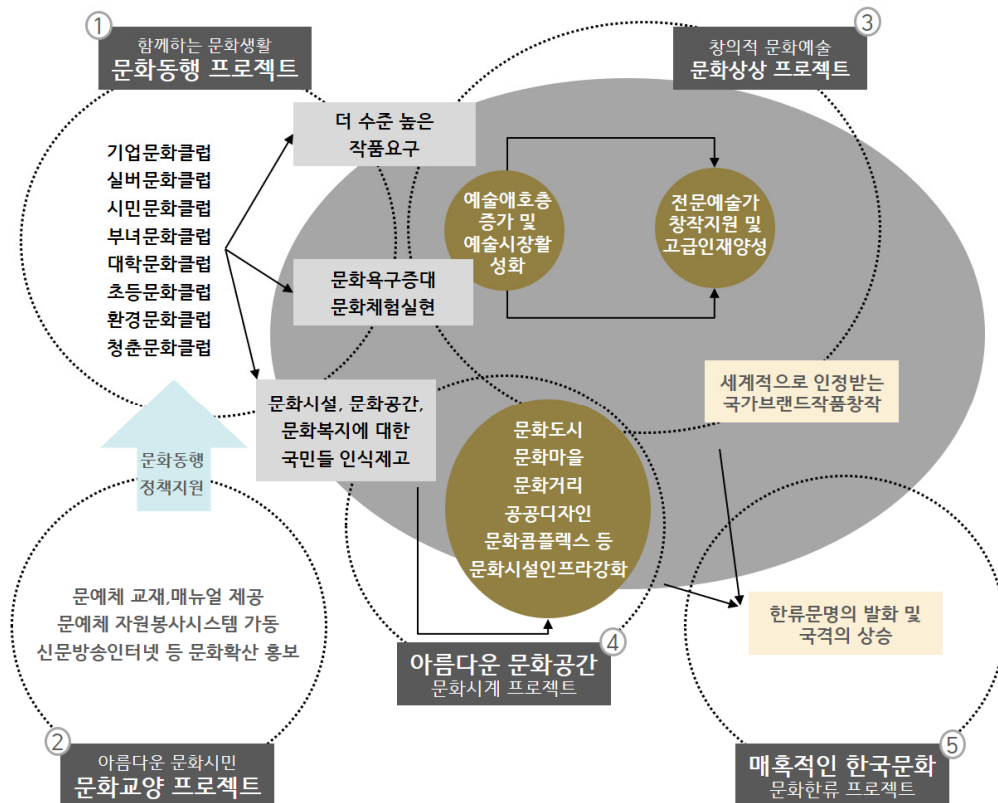 ①
함께하는 문화생활
문화동행 프로젝트
기업문화클럽
실버문화클럽
시민문화클럽
부녀문화클럽
대학문화클럽
초등문화클럽
환경문화클럽
청춘문화클럽
더 수준 높은
작품요구
문화욕구증대
문화체험실현
문화시설, 문화공간,
문화복지에 대한
국민들 인식제고
문화동행
정책지원
문예체 교재,매뉴얼 제공
문예체 자원봉사시스템 가동
신문방송인터넷 등 문화확산 홍보
②
아름다운 문화시민
문화교양 프로젝트
③
창의적 문화예술
문화상상 프로젝트
예술애호층
증가 및
예술시장활
성화
전문예술가
창작지원 및
고급인재양성
세계적으로 인정받는
국가브랜드작품창작
문화도시
문화마을
문화거리
공공디자인
문화콤플렉스 등
문화시설인프라강화
④
아름다운 문화공간
문화시계 프로젝트
한류문명의 발화 및
국격의 상승
⑤
매혹적인 한국문화
문화한류 프로젝트